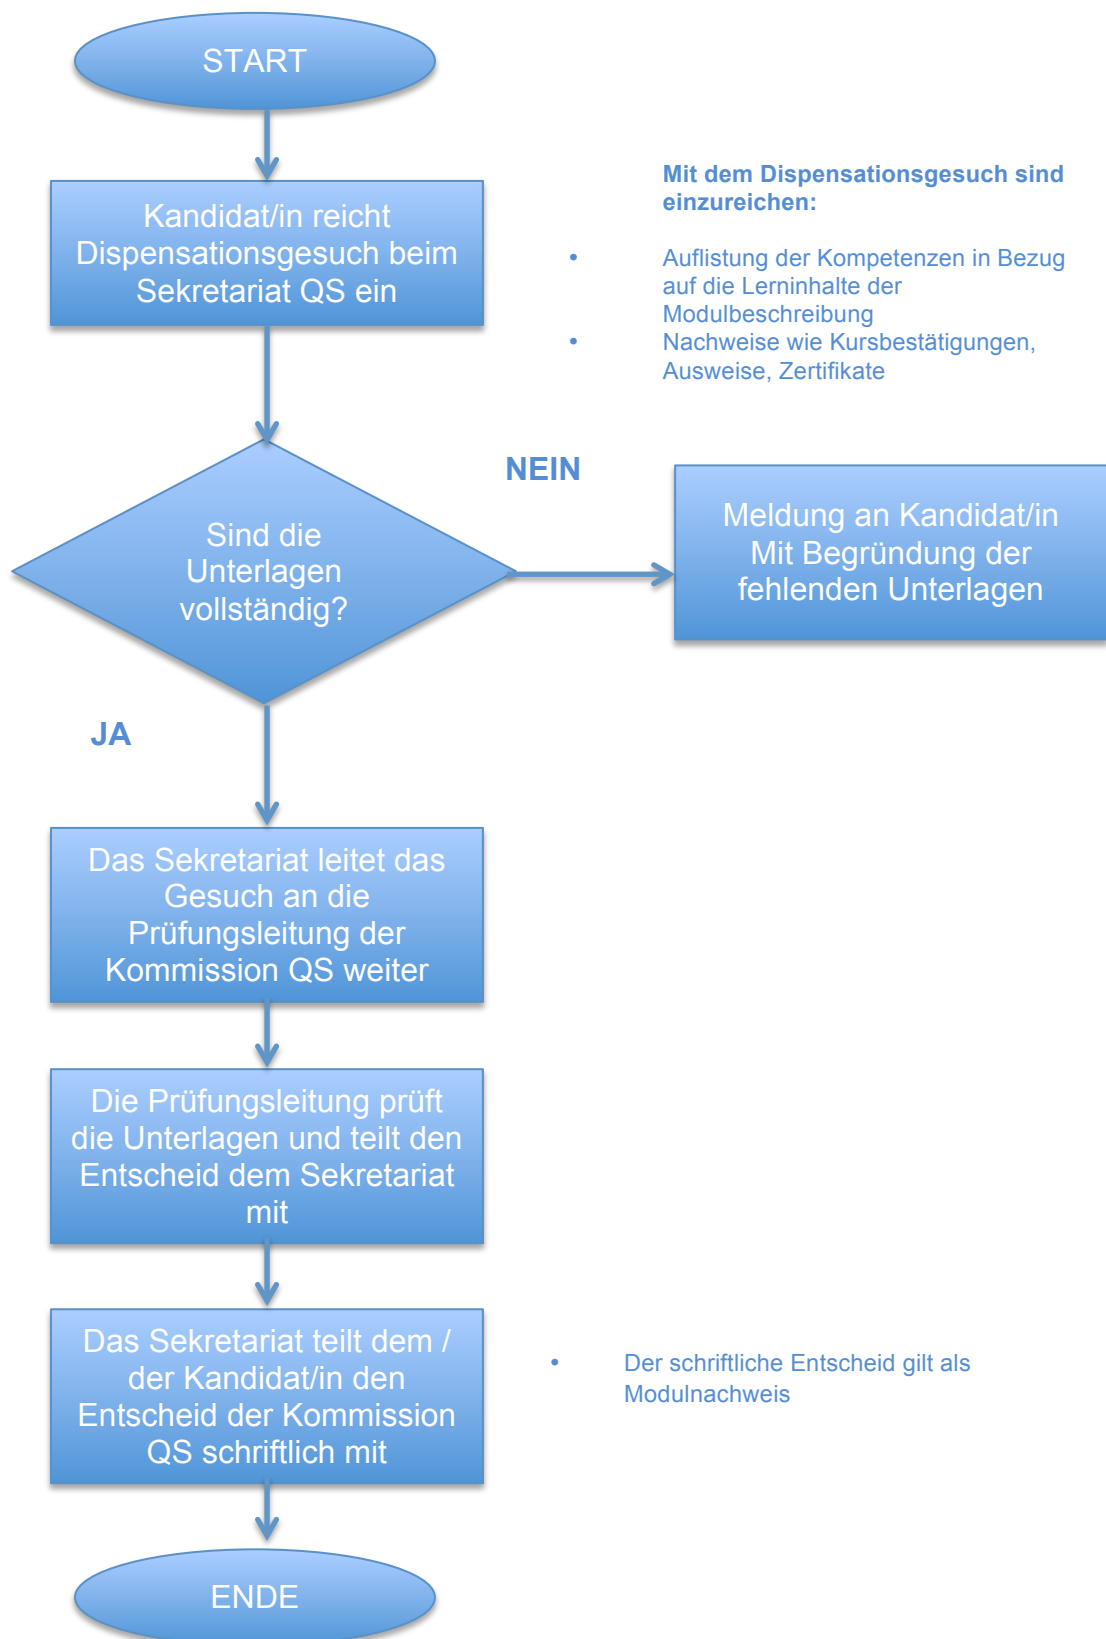 START
Kandidat/in reicht
Dispensationsgesuch beim
Sekretariat QS ein
Mit dem Dispensationsgesuch sind
einzureichen:
• Auflistung der Kompetenzen in Bezug
auf die Lerninhalte der
Modulbeschreibung
• Nachweise wie Kursbestätigungen,
Ausweise, Zertifikate
Sind die
Unterlagen
vollständig?
NEIN
Meldung an Kandidat/in
Mit Begründung der
fehlenden Unterlagen
JA
Das Sekretariat leitet das
Gesuch an die
Prüfungsleitung der
Kommission QS weiter
Die Prüfungsleitung prüft
die Unterlagen und teilt den
Entscheid dem Sekretariat
mit
Das Sekretariat teilt dem /
der Kandidat/in den
Entscheid der Kommission
QS schriftlich mit
• Der schriftliche Entscheid gilt als
Modulnachweis
ENDE